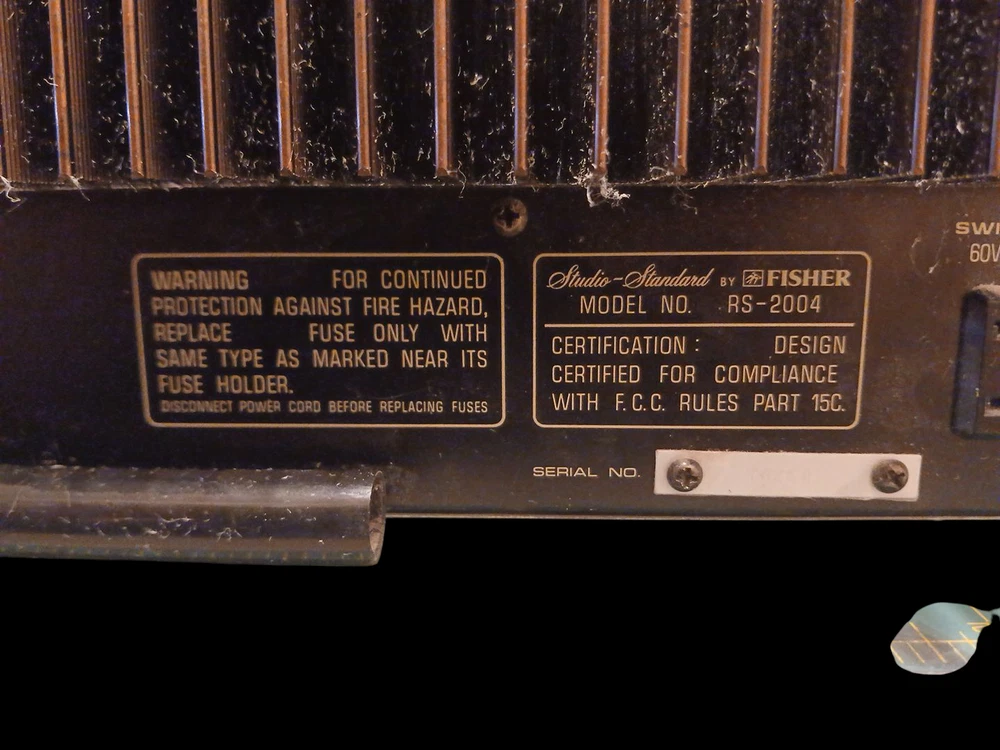 WARNING FOR CONTINUED
PROTECTION AGAINST FIRE HAZARD,
REPLACE FUSE ONLY WITH
SAME TYPE AS MARKED NEAR ITS
FUSE HOLDER.
DISCONNECT POWER CORD BEFORE REPLACING FUSES
Studio-Standard BY FISHER
MODEL NO. RS-2004
CERTIFICATION: DESIGN
CERTIFIED FOR COMPLIANCE
WITH F.C.C. RULES PART 15C.
SERIAL NO.
SWI
60V